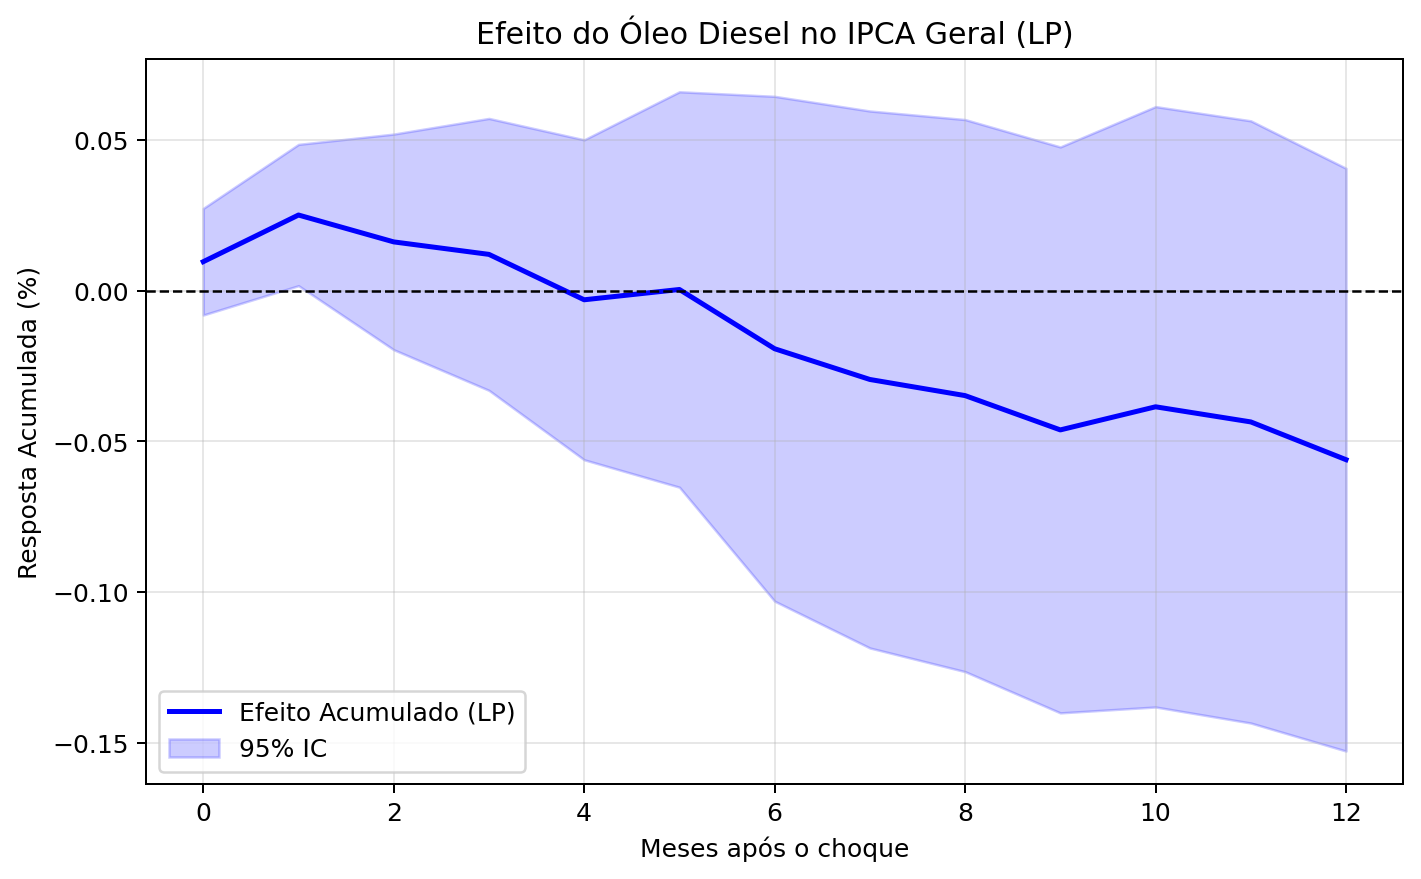 Efeito do Óleo Diesel no IPCA Geral (LP)
Resposta Acumulada (%)
0.05
0.00
−0.05
−0.10
−0.15
Efeito Acumulado (LP)
95% IC
0 2 4 6 8 10 12
Meses após o choque